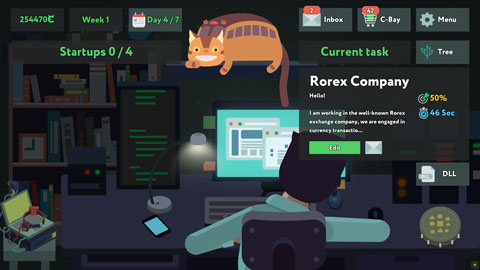 254470₢
Week 1
Day 4 / 7
2
Inbox
42
C-Bay
Menu
Startups 0 / 4
Current task
Tree
Rorex Company
Hello!
50%
I am working in the well-known Rorex
exchange company, we are engaged in
currency transactio...
46 Sec
Edit
DLL